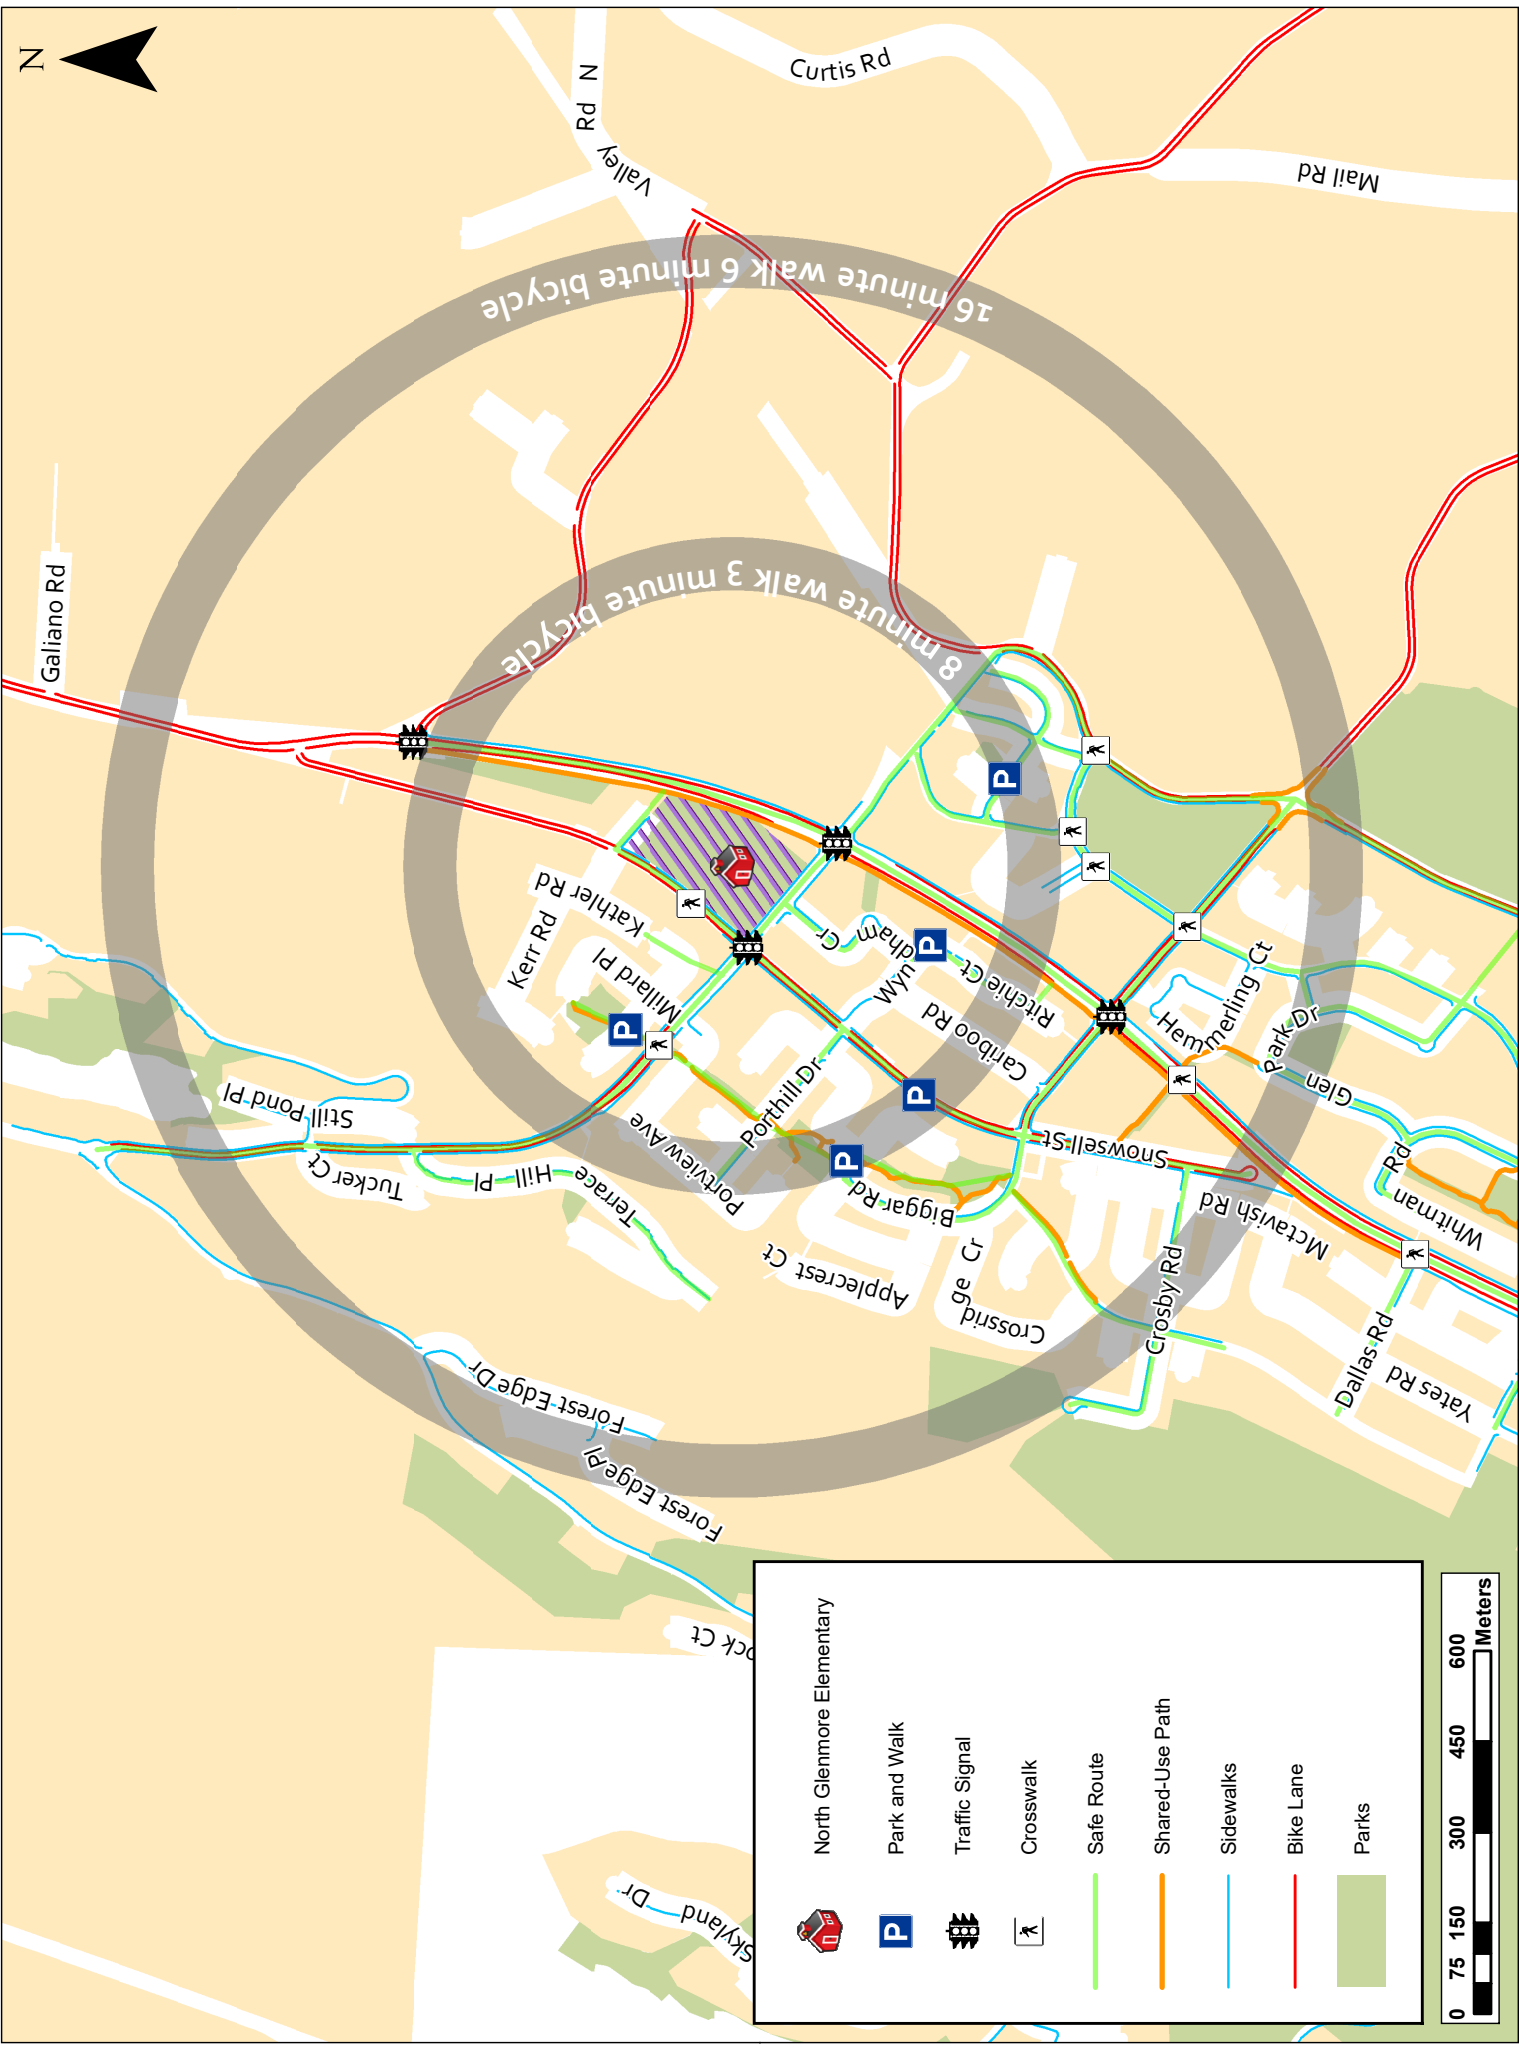 N
Galiano Rd
Valley Rd N
Curtis Rd
Mail Rd
16 minute walk 6 minute bicycle
8 minute walk 3 minute bicycle
Kathler Rd
Kerr Rd
Millard Pl
Wyndham Cr
Ritchie Ct
Cariboo Rd
Porthill Dr
Portview Ave
Still Pond Pl
Tucker Ct
Terrace Hill Pl
Biggar Rd
Snowsell St
Hemmerling Ct
Park Dr
Glen
Whitman Rd
Mctavish Rd
Crosby Rd
Applecrest Ct
Crossridge Cr
Dallas Rd
Yates Rd
Forest Edge Dr
Forest Edge Pl
ock Ct
Skyland Dr
P
P
P
P
P
P
North Glenmore Elementary
P Park and Walk
Traffic Signal
Crosswalk
Safe Route
Shared-Use Path
Sidewalks
Bike Lane
Parks
0 75 150 300 450 600
Meters